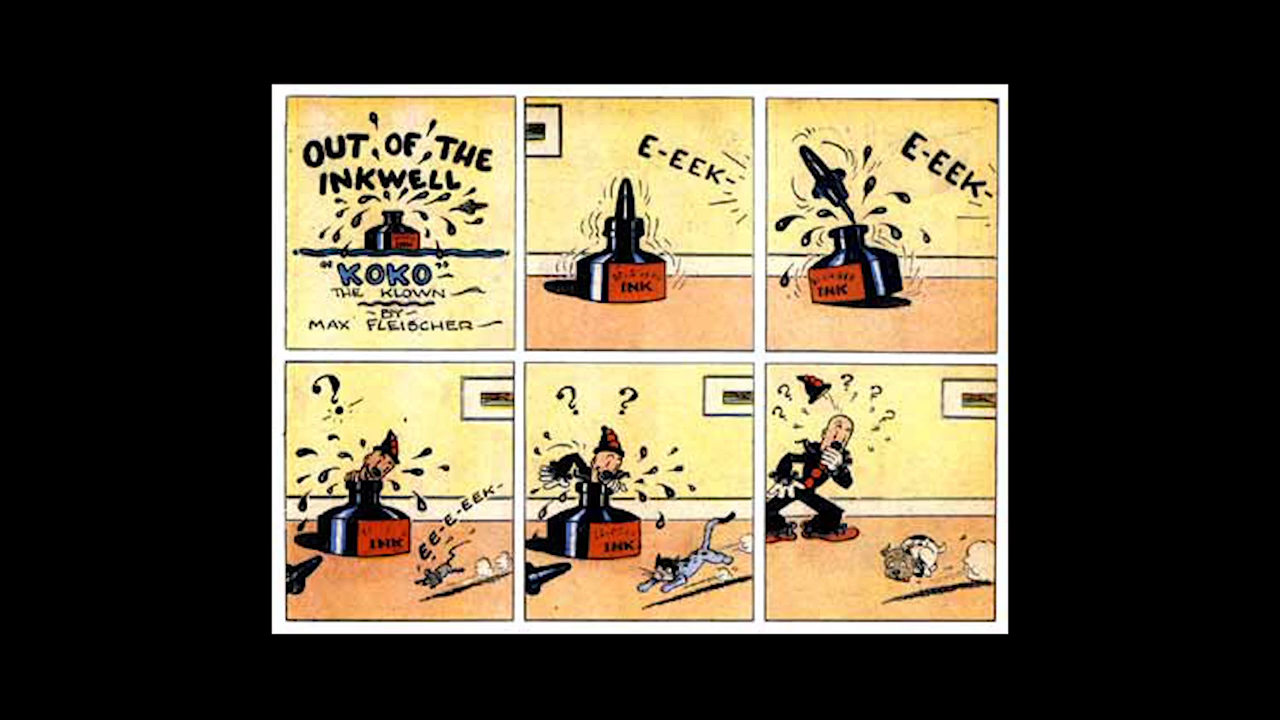 OUT OF THE
INKWELL
INK
"KOKO"
THE KLOWN
-BY-
MAX FLEISCHER
E-EEK-
INK
E-EEK-
INK
?
EE-E-EEK-
INK
? ?
INK
? ? ? ? ?